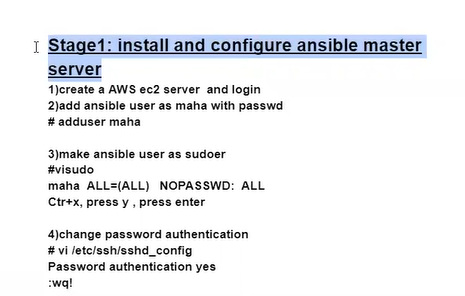 Stage1: install and configure ansible master
server
1)create a AWS ec2 server  and login
2)add ansible user as maha with passwd
# adduser maha
3)make ansible user as sudoer
#visudo
maha  ALL=(ALL)   NOPASSWD:  ALL
Ctr+x, press y , press enter
4)change password authentication
# vi /etc/ssh/sshd_config
Password authentication yes
:wq!